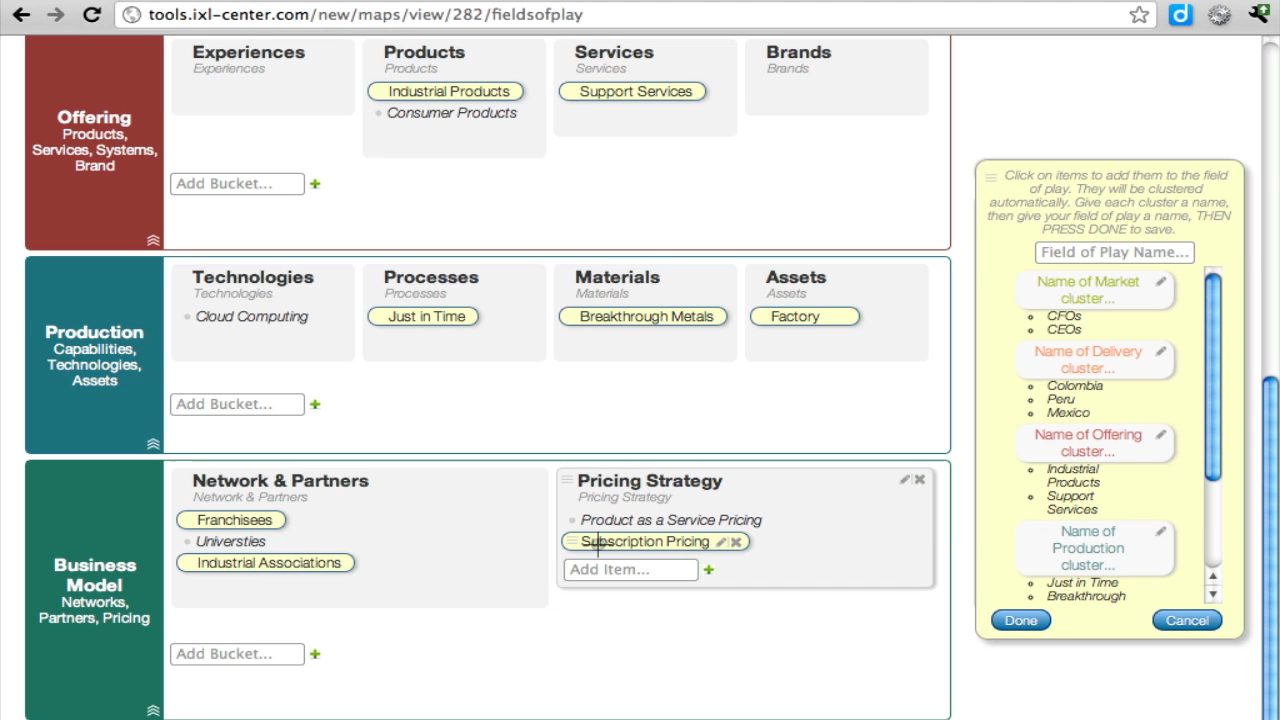 tools.ixl-center.com/new/maps/view/282/fieldsofplay
Offering
Products,
Services, Systems,
Brand
Experiences
Experiences
Products
Products
Industrial Products
Consumer Products
Services
Services
Support Services
Brands
Brands
Add Bucket...
Production
Capabilities,
Technologies,
Assets
Technologies
Technologies
Cloud Computing
Processes
Processes
Just in Time
Materials
Materials
Breakthrough Metals
Assets
Assets
Factory
Add Bucket...
Business
Model
Networks,
Partners, Pricing
Network & Partners
Network & Partners
Franchisees
Universties
Industrial Associations
Pricing Strategy
Pricing Strategy
Product as a Service Pricing
Subscription Pricing
Add Item...
Add Bucket...
Click on items to add them to the field
of play. They will be clustered
automatically. Give each cluster a name,
then give your field of play a name, THEN
PRESS DONE to save.
Field of Play Name...
Name of Market
cluster...
CFOs
CEOs
Name of Delivery
cluster...
Colombia
Peru
Mexico
Name of Offering
cluster...
Industrial
Products
Support
Services
Name of
Production
cluster...
Just in Time
Breakthrough
Done
Cancel